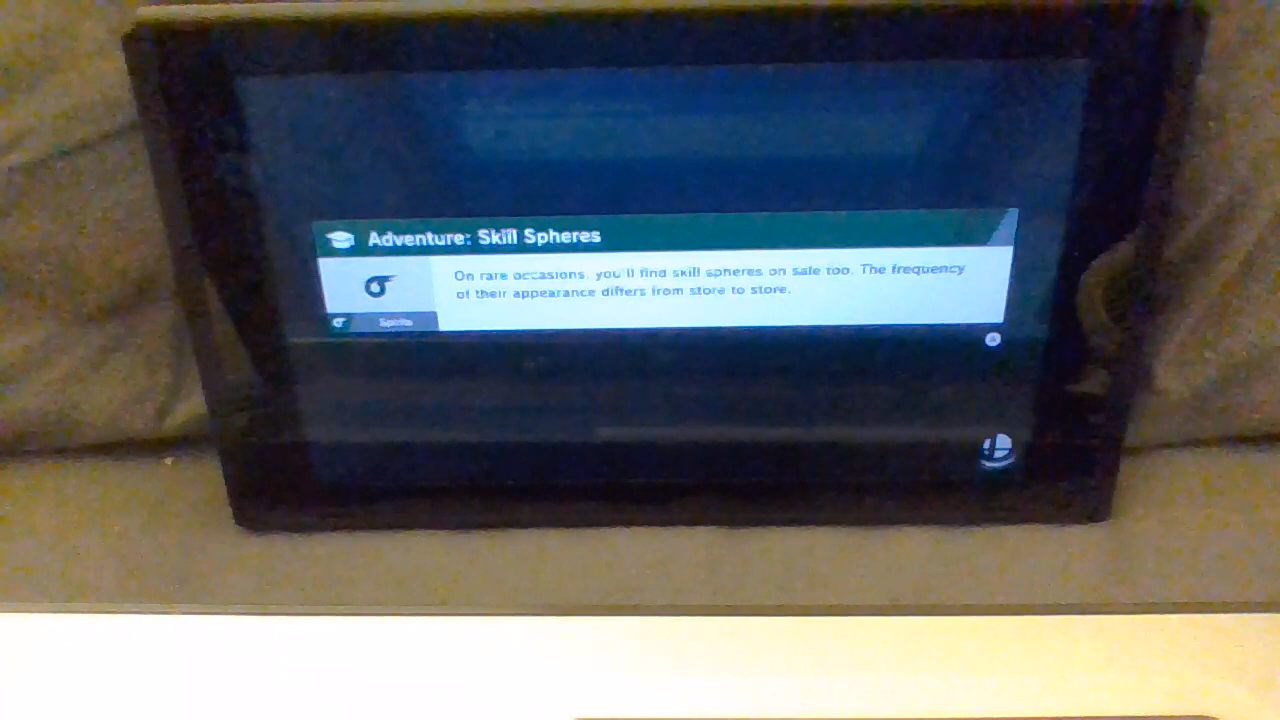 Adventure: Skill Spheres
On rare occasions, you'll find skill spheres on sale too. The frequency
of their appearance differs from store to store.
Spirits
A